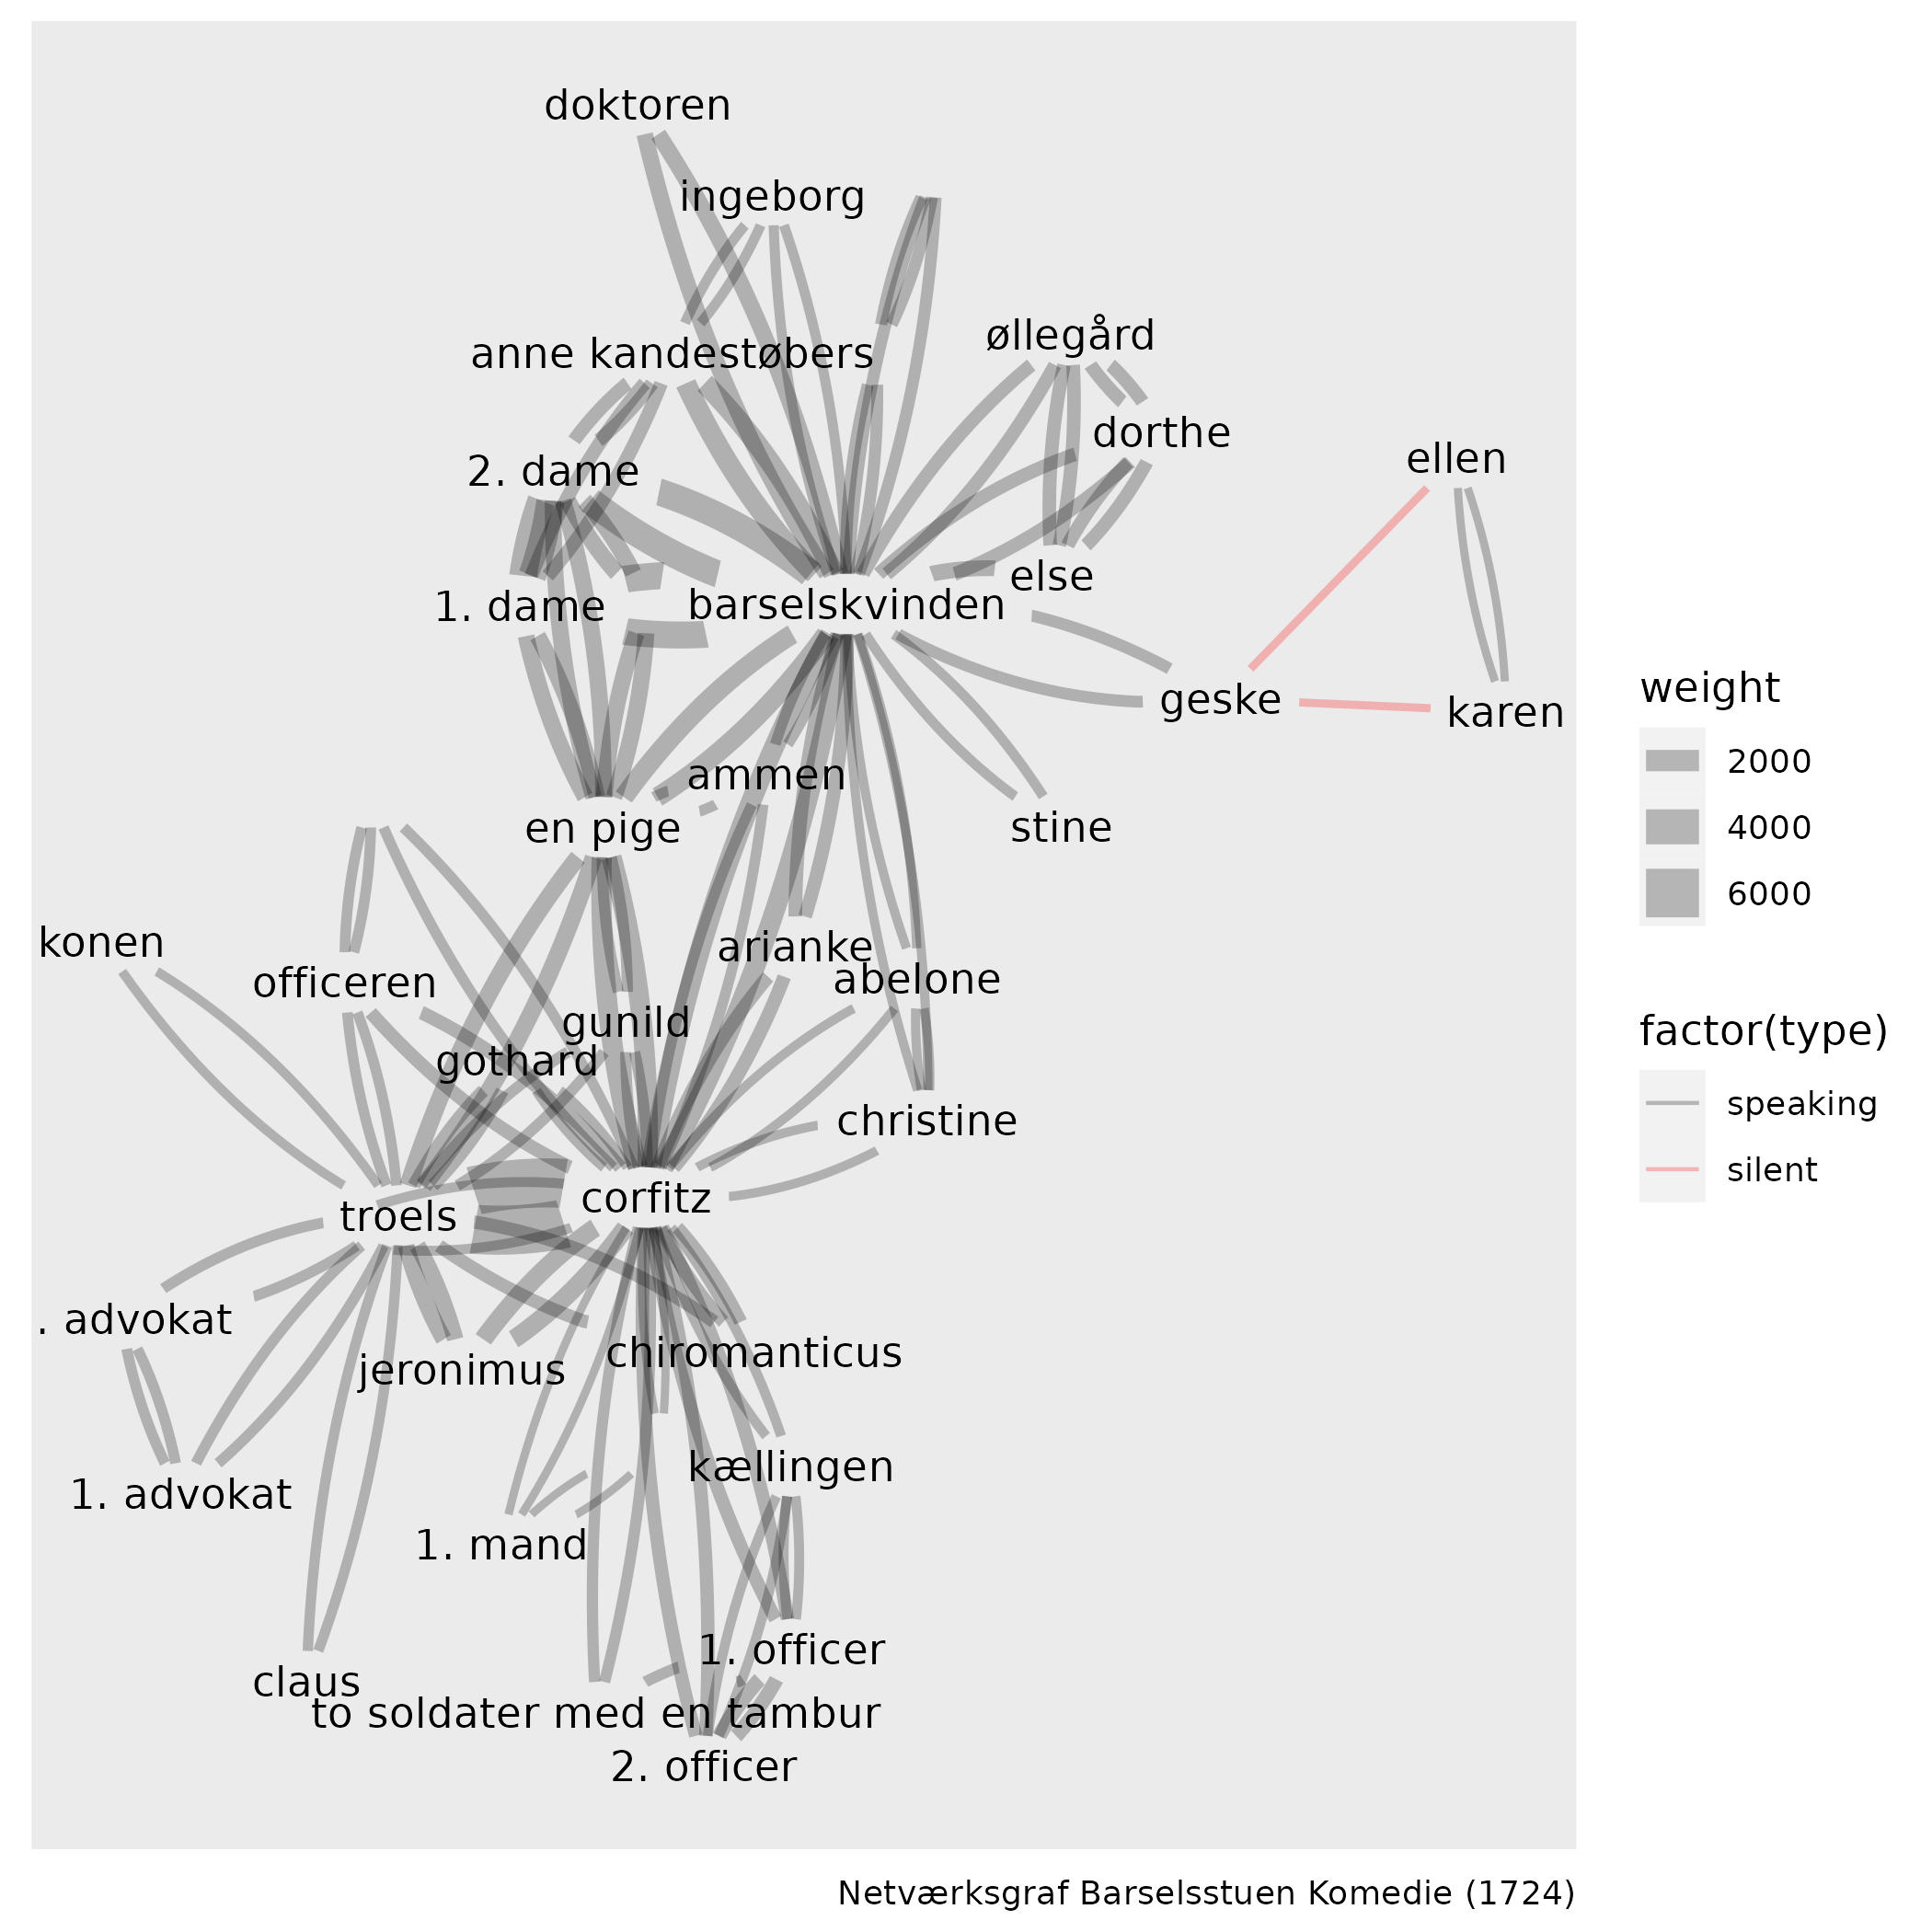 doktoren
ingeborg
øllegård
anne kandestøbers
dorthe
ellen
2. dame
else
1. dame
barselskvinden
geske
karen
ammen
en pige
stine
konen
officeren
arianke
abelone
gunild
gothard
christine
corfitz
troels
. advokat
chiromanticus
jeronimus
kællingen
1. advokat
1. mand
1. officer
claus
to soldater med en tambur
2. officer
weight
2000
4000
6000
factor(type)
speaking
silent
Netværksgraf Barselsstuen Komedie (1724)